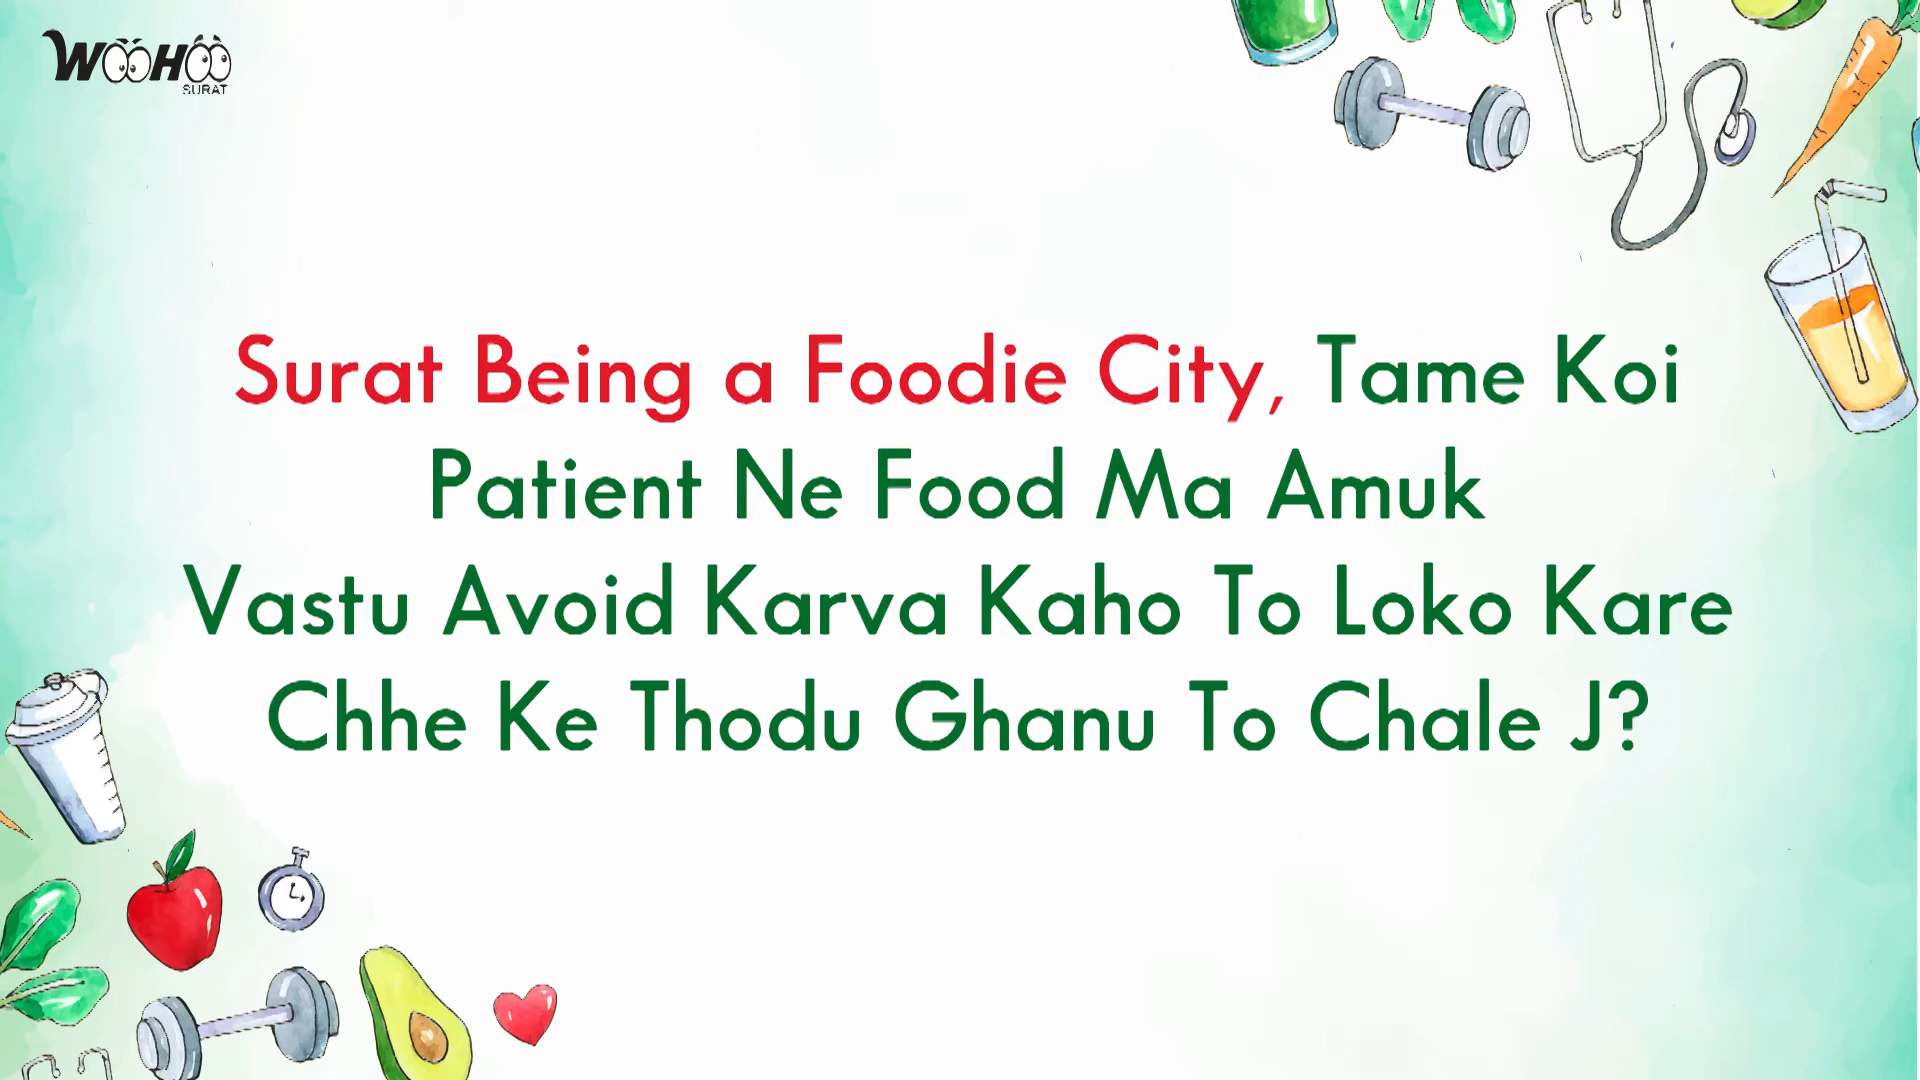 WOOHOO
SURAT
Surat Being a Foodie City, Tame Koi
Patient Ne Food Ma Amuk
Vastu Avoid Karva Kaho To Loko Kare
Chhe Ke Thodu Ghanu To Chale J?